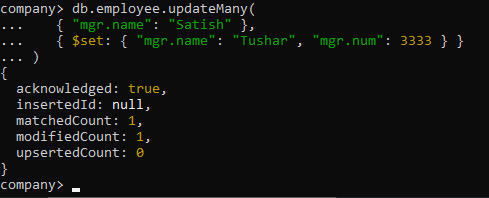 company> db.employee.updateMany(
...     { "mgr.name": "Satish" },
...     { $set: { "mgr.name": "Tushar", "mgr.num": 3333 } }
... )
{
  acknowledged: true,
  insertedId: null,
  matchedCount: 1,
  modifiedCount: 1,
  upsertedCount: 0
}
company>